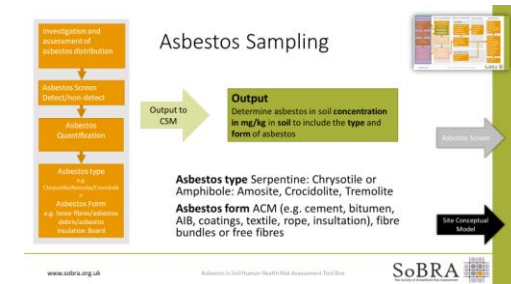 Asbestos Sampling
Investigation and
assessment of
asbestos distribution
Asbestos Screen
Detect/non-detect
Asbestos
Quantification
Asbestos type
e.g.
Chrysotile/Amosite/Crocidolite
+
Asbestos Form
e.g. loose fibres/asbestos
debris/asbestos
Insulation Board
Output to
CSM
Output
Determine asbestos in soil concentration
in mg/kg in soil to include the type and
form of asbestos
Asbestos type Serpentine: Chrysotile or
Amphibole: Amosite, Crocidolite, Tremolite
Asbestos form ACM (e.g. cement, bitumen,
AIB, coatings, textile, rope, insultation), fibre
bundles or free fibres
Asbestos Screen
Site Conceptual
Model
www.sobra.org.uk
Asbestos in Soil Human Health Risk Assessment Tool Box
SoBRA